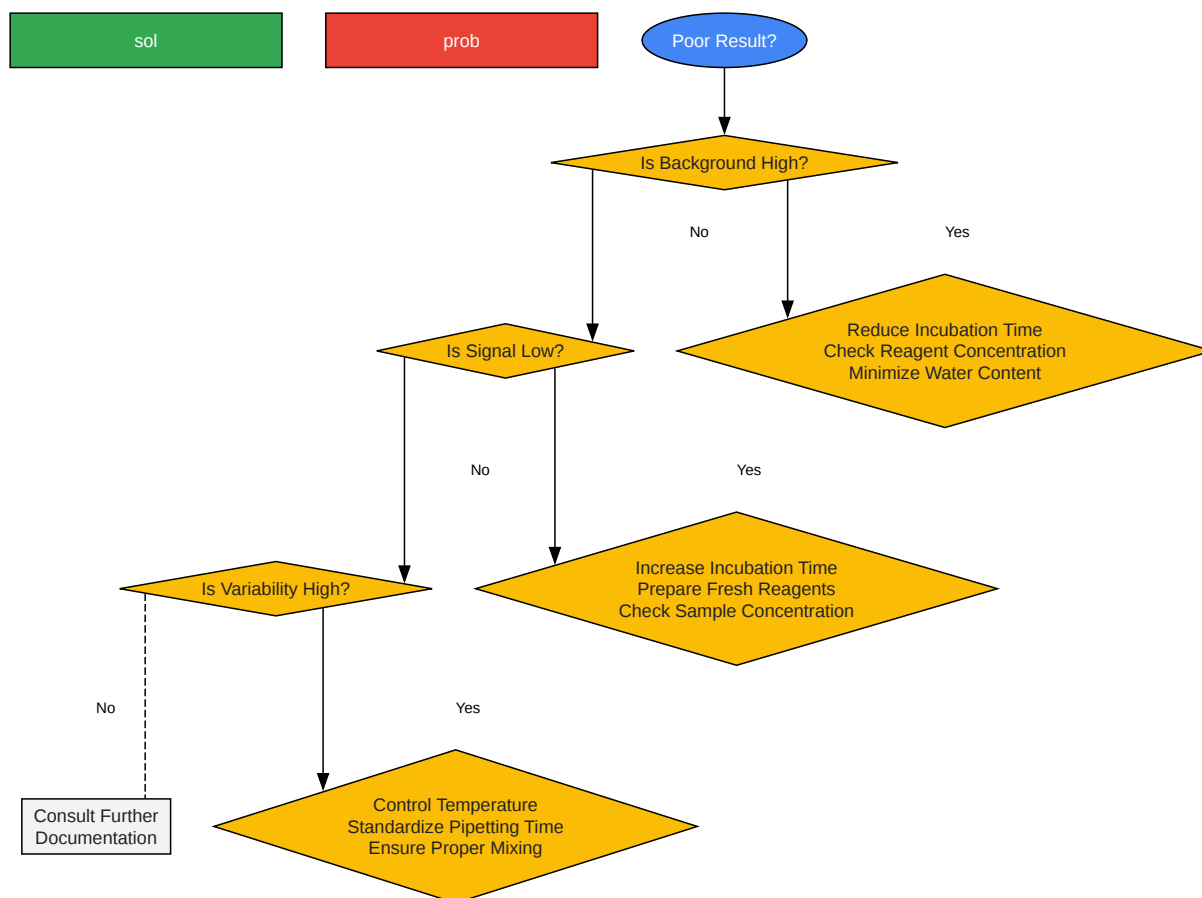 sol
prob
Poor Result?
Is Background High?
No
Yes
Reduce Incubation Time
Check Reagent Concentration
Minimize Water Content
Is Signal Low?
No
Yes
Increase Incubation Time
Prepare Fresh Reagents
Check Sample Concentration
Is Variability High?
No
Yes
Consult Further
Documentation
Control Temperature
Standardize Pipetting Time
Ensure Proper Mixing